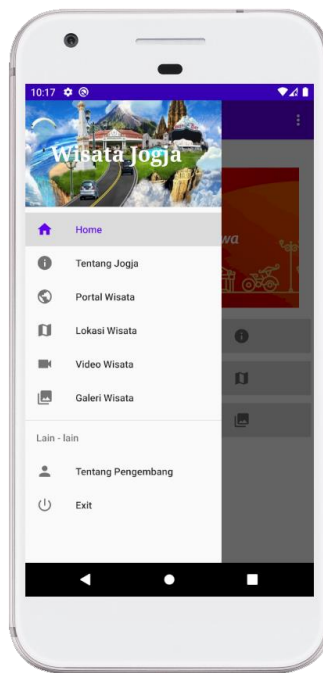 10:17
Wisata Jogja
Home
Tentang Jogja
Portal Wisata
Lokasi Wisata
Video Wisata
Galeri Wisata
Lain - lain
Tentang Pengembang
Exit
wa